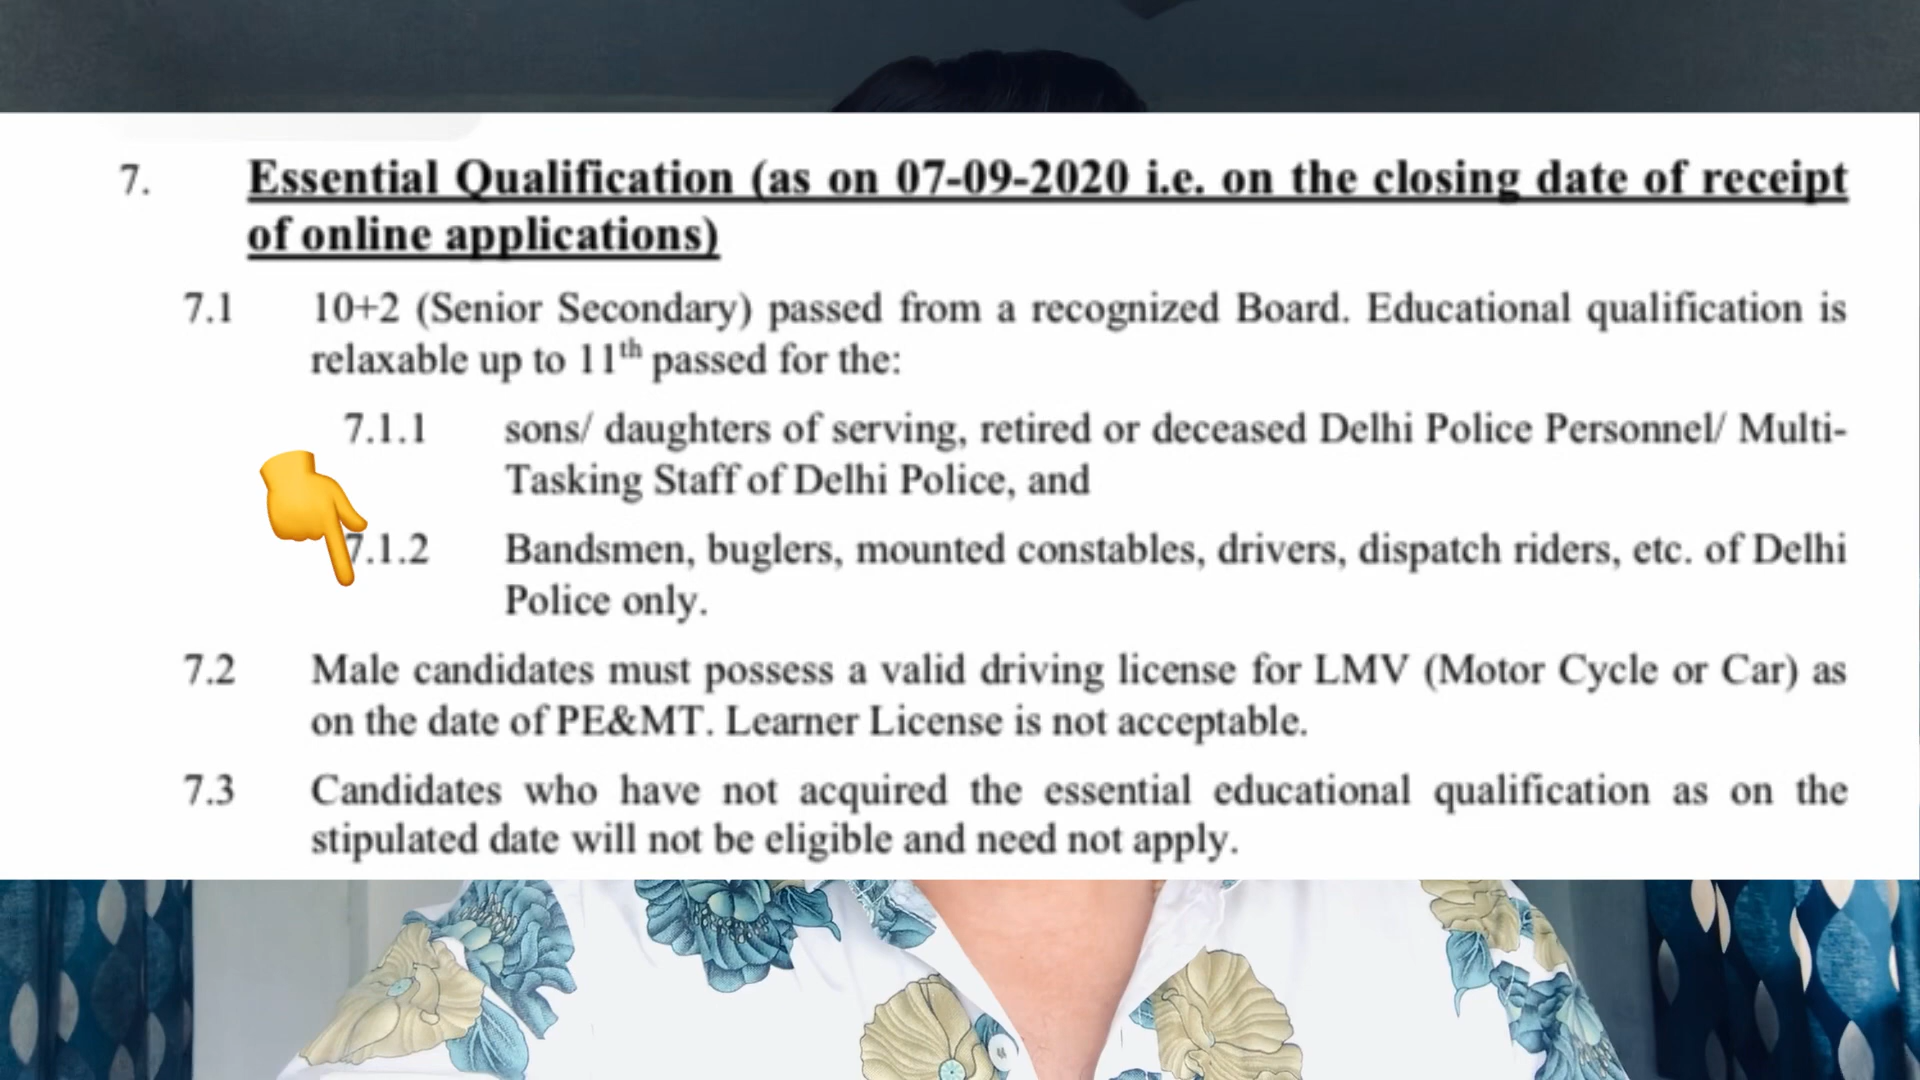 7. Essential Qualification (as on 07-09-2020 i.e. on the closing date of receipt
of online applications)
7.1 10+2 (Senior Secondary) passed from a recognized Board. Educational qualification is
relaxable up to 11th passed for the:
7.1.1 sons/ daughters of serving, retired or deceased Delhi Police Personnel/ Multi-
Tasking Staff of Delhi Police, and
7.1.2 Bandsmen, buglers, mounted constables, drivers, dispatch riders, etc. of Delhi
Police only.
7.2 Male candidates must possess a valid driving license for LMV (Motor Cycle or Car) as
on the date of PE&MT. Learner License is not acceptable.
7.3 Candidates who have not acquired the essential educational qualification as on the
stipulated date will not be eligible and need not apply.